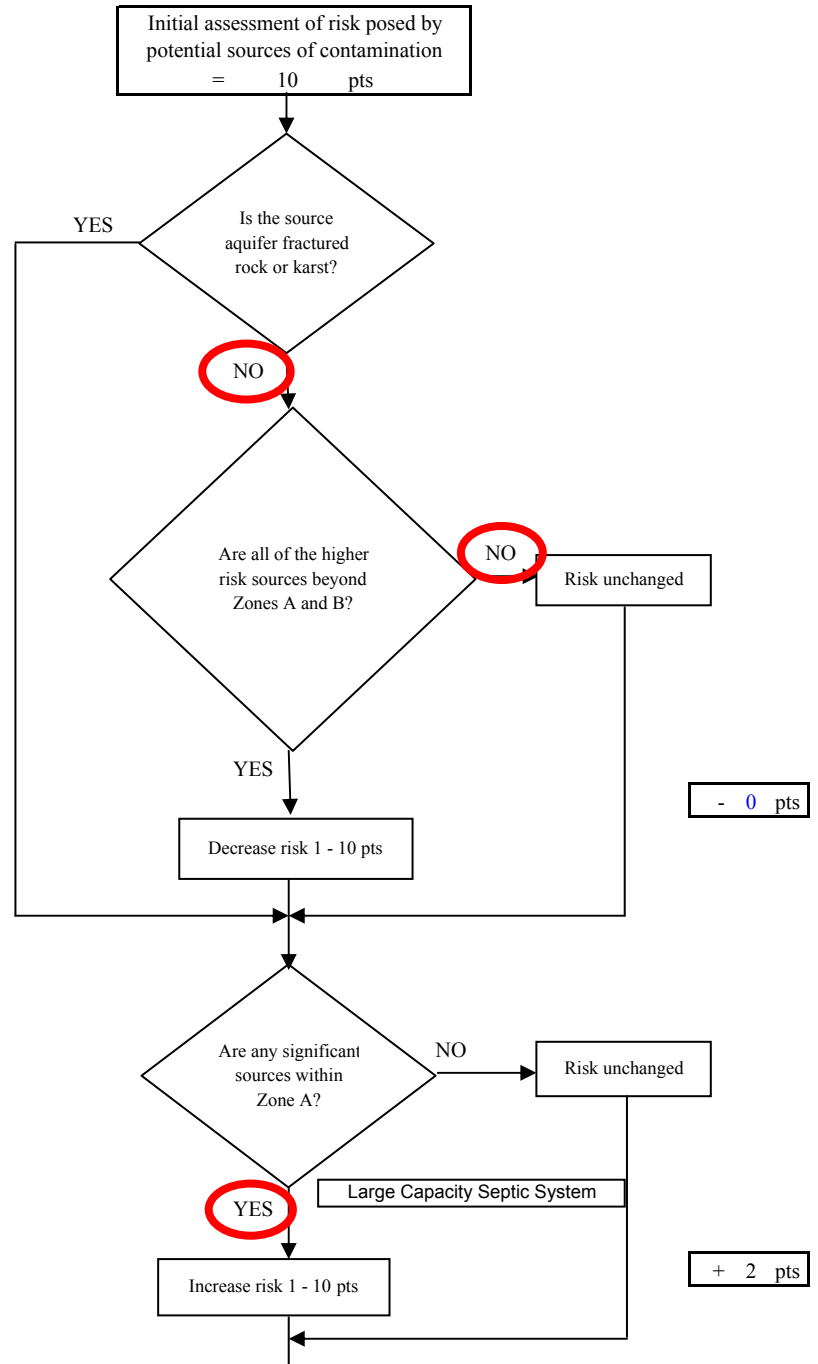 Initial assessment of risk posed by
potential sources of contamination
= 10 pts
YES
Is the source
aquifer fractured
rock or karst?
NO
Are all of the higher
risk sources beyond
Zones A and B?
NO
Risk unchanged
YES
- 0 pts
Decrease risk 1 - 10 pts
Are any significant
sources within
Zone A?
NO
Risk unchanged
YES
Large Capacity Septic System
+ 2 pts
Increase risk 1 - 10 pts